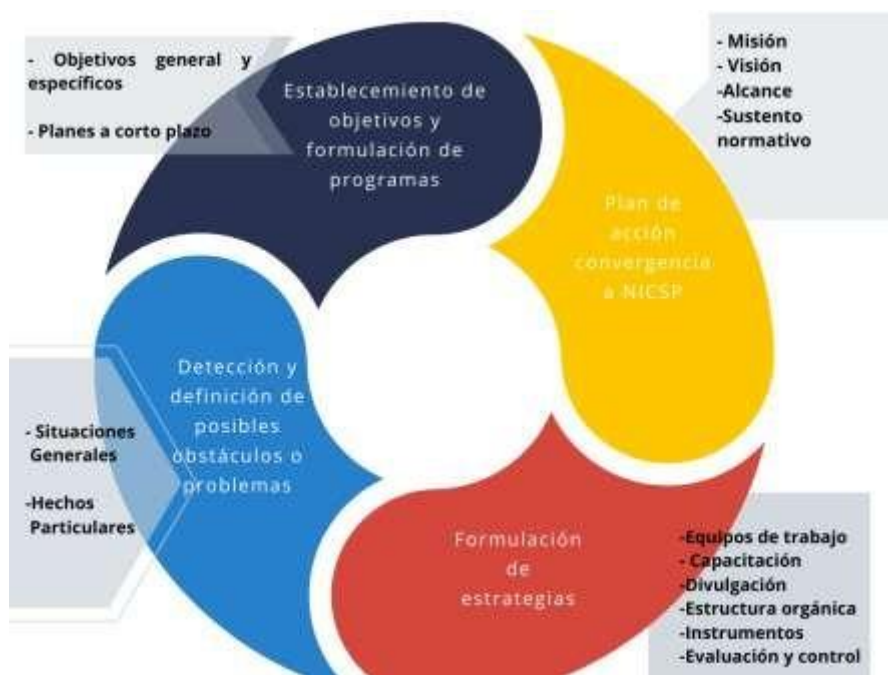 - Objetivos general y
específicos
- Planes a corto plazo
Establecemiento de
objetivos y
formulación de
programas
- Misión
- Visión
-Alcance
-Sustento
normativo
Plan de
acción
convergencia
a NICSP
Detección y
definición de
posibles
obstáculos o
problemas
- Situaciones
Generales
-Hechos
Particulares
Formulación
de
estrategias
-Equipos de trabajo
- Capacitación
-Divulgación
-Estructura orgánica
-Instrumentos
-Evaluación y control